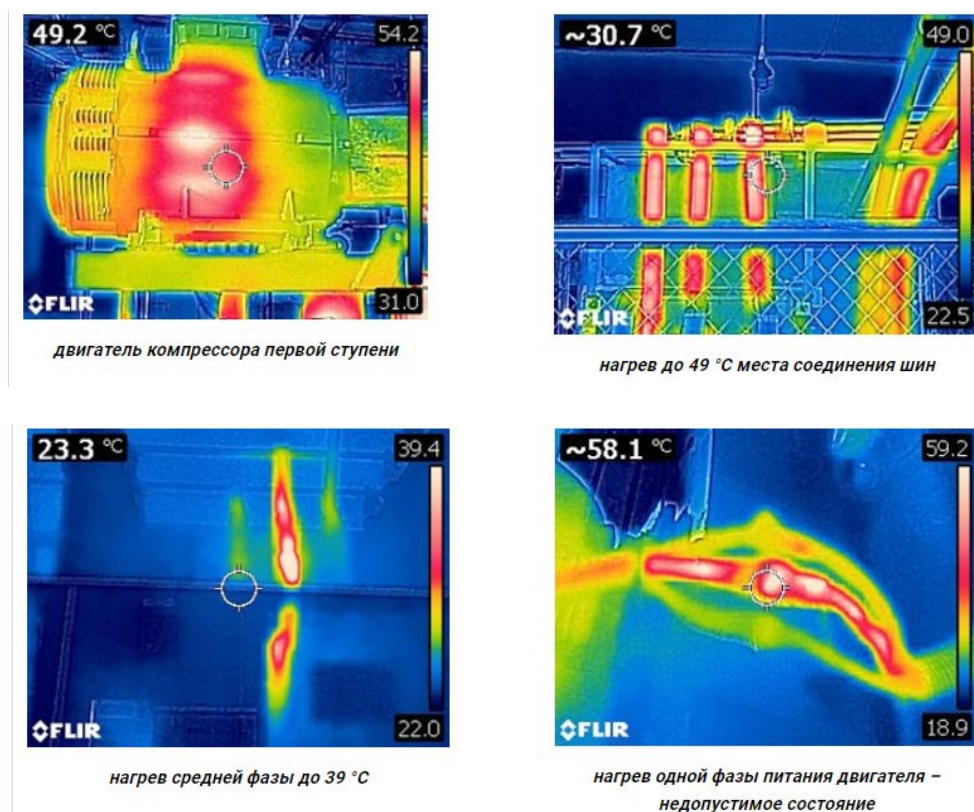 49.2 °C
54.2
31.0
FLIR
двигатель компрессора первой ступени
~30.7 °C
49.0
22.5
FLIR
нагрев до 49 °C места соединения шин
23.3 °C
39.4
22.0
FLIR
нагрев средней фазы до 39 °C
~58.1 °C
59.2
18.9
FLIR
нагрев одной фазы питания двигателя –
недопустимое состояние